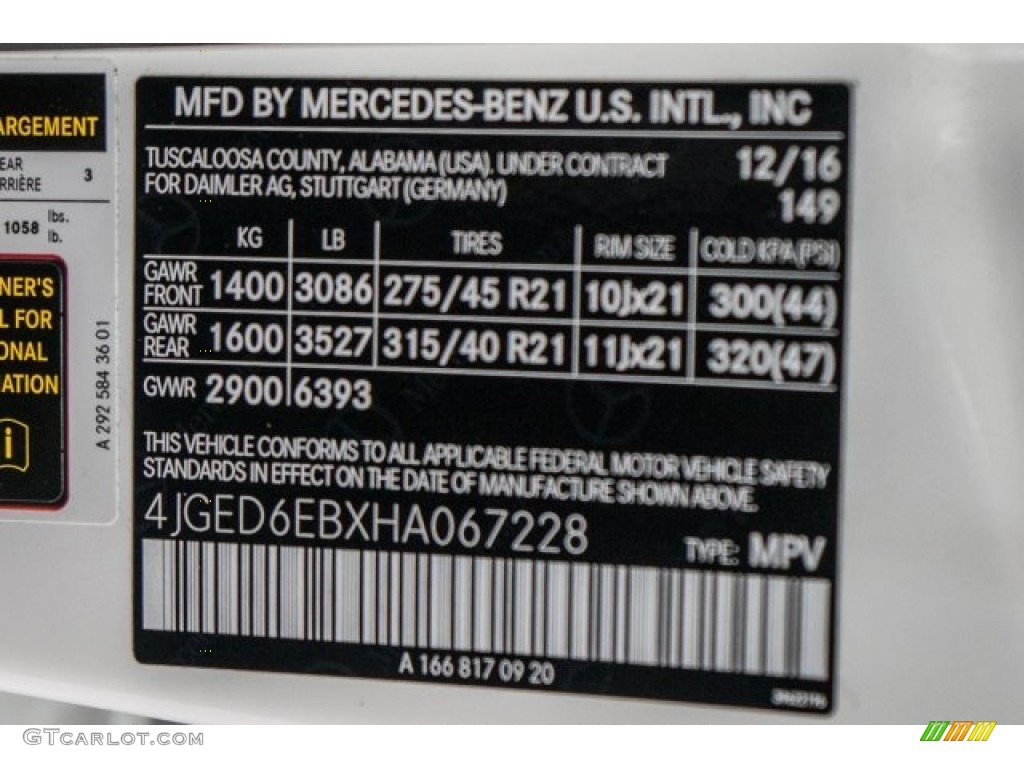 ARGEMENT
EAR
RRIÈRE 3
1058 lbs.
lb.
NER'S
L FOR
ONAL
ATION
i
A 292 584 36 01
MFD BY MERCEDES-BENZ U.S. INTL., INC
TUSCALOOSA COUNTY, ALABAMA (USA). UNDER CONTRACT 12/16
FOR DAIMLER AG, STUTTGART (GERMANY) 149
KG LB TIRES RIM SIZE COLD KPA (PSI)
GAWR FRONT 1400 3086 275/45 R21 10Jx21 300(44)
GAWR REAR 1600 3527 315/40 R21 11Jx21 320(47)
GVWR 2900 6393
THIS VEHICLE CONFORMS TO ALL APPLICABLE FEDERAL MOTOR VEHICLE SAFETY
STANDARDS IN EFFECT ON THE DATE OF MANUFACTURE SHOWN ABOVE.
4JGED6EBXHA067228 TYPE: MPV
A 166 817 09 20
GTcarlot.com